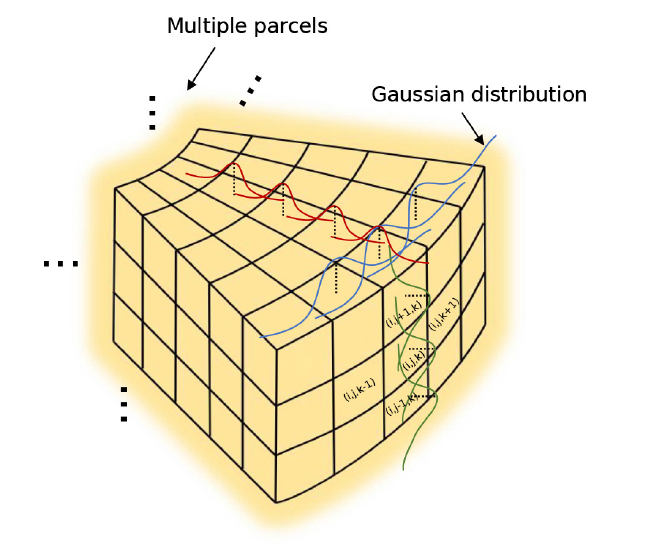 Multiple parcels
Gaussian distribution
(i,j+1,k)
(i,j,k+1)
(i,j,k)
(i,j,k-1)
(i,j-1,k)